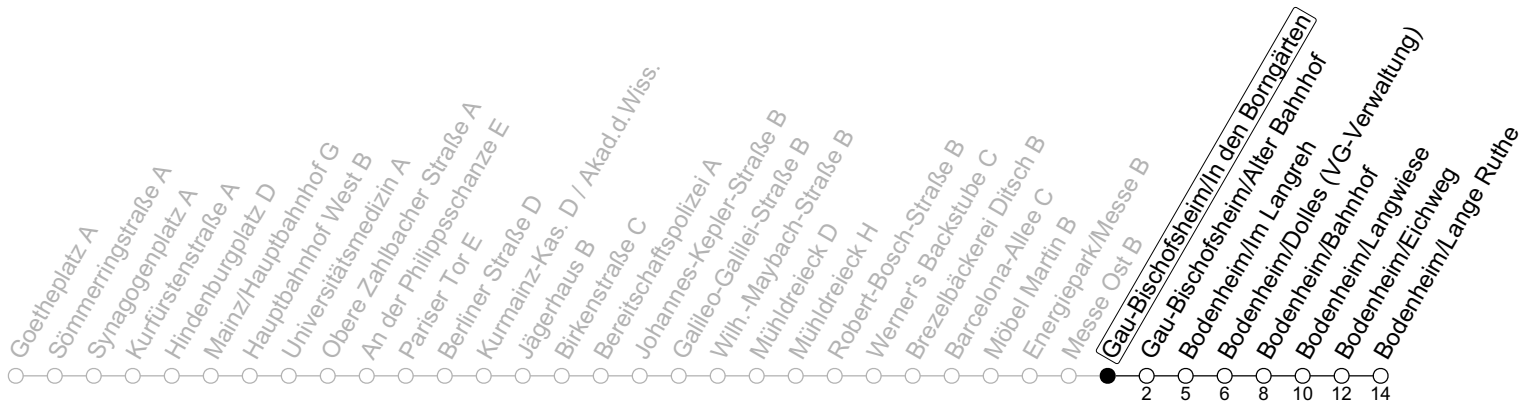 Goetheplatz A
Sömmerringstraße A
Synagogenplatz A
Kurfürstenstraße A
Hindenburgplatz D
Mainz/Hauptbahnhof G
Hauptbahnhof West B
Universitätsmedizin A
Obere Zahlbacher Straße A
An der Philippsschanze E
Pariser Tor E
Berliner Straße D
Kurmainz-Kas. D / Akad.d.Wiss.
Jägerhaus B
Birkenstraße C
Bereitschaftspolizei A
Johannes-Kepler-Straße B
Galileo-Galilei-Straße B
Wilh.-Maybach-Straße B
Mühldreieck D
Mühldreieck H
Robert-Bosch-Straße B
Werner's Backstube C
Brezelbäckerei Ditsch B
Barcelona-Allee C
Möbel Martin B
Energiepark/Messe B
Messe Ost B
Gau-Bischofsheim/In den Borngärten
Gau-Bischofsheim/Alter Bahnhof
Bodenheim/Im Langreh
Bodenheim/Dolles (VG-Verwaltung)
Bodenheim/Bahnhof
Bodenheim/Langwiese
Bodenheim/Eichweg
Bodenheim/Lange Ruthe
2 5 6 8 10 12 14